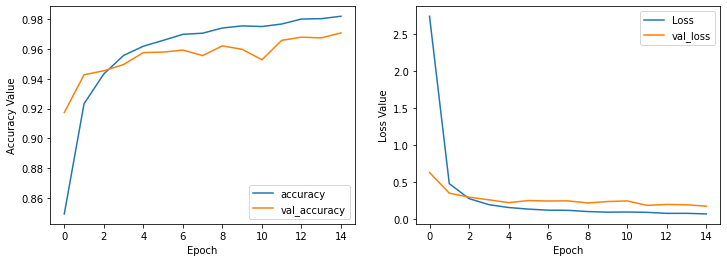 0.98
0.96
0.94
0.92
0.90
0.88
0.86
Accuracy Value
accuracy
val_accuracy
0 2 4 6 8 10 12 14
Epoch
2.5
2.0
1.5
1.0
0.5
0.0
Loss Value
Loss
val_loss
0 2 4 6 8 10 12 14
Epoch